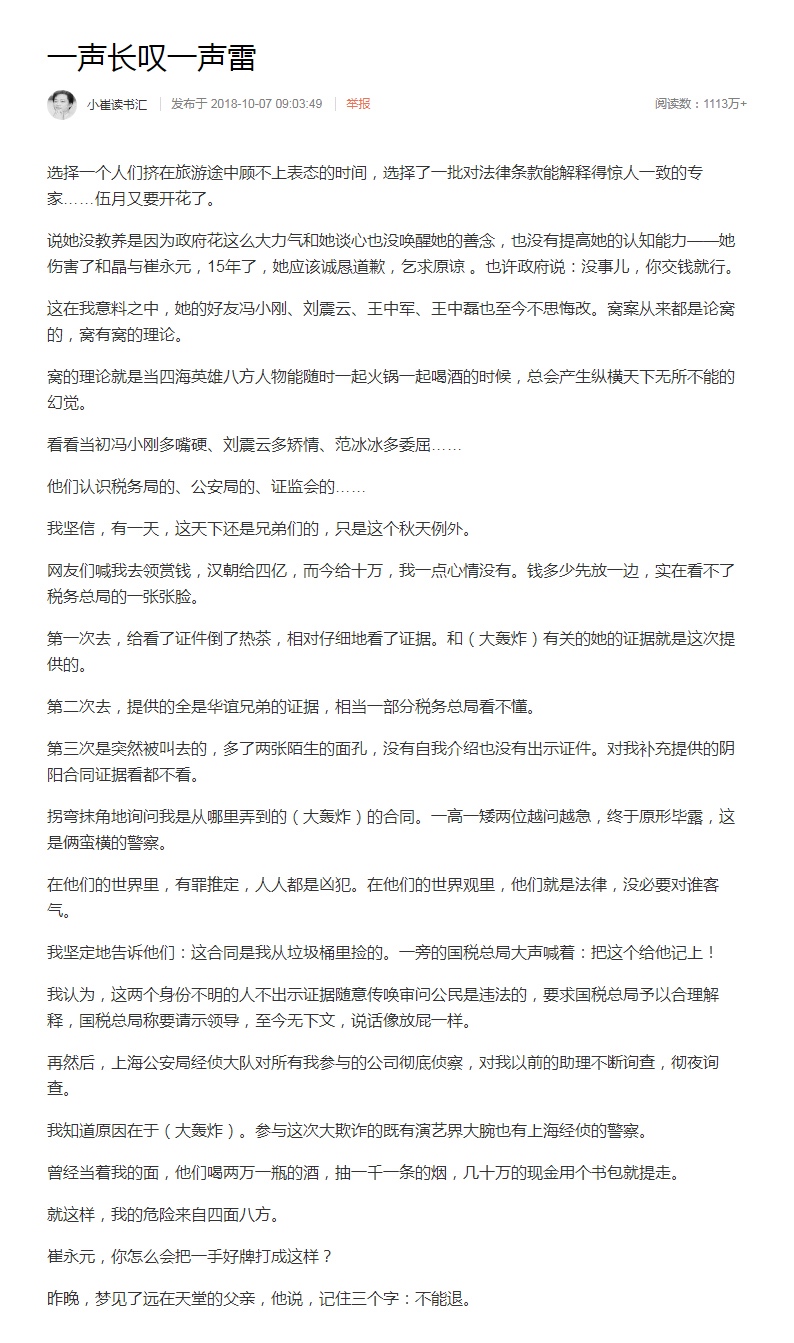 一声长叹一声雷
小崔读书汇 发布于 2018-10-07 09:03:49 举报 阅读数：1113万+
选择一个人们挤在旅游途中顾不上表态的时间，选择了一批对法律条款能解释得惊人一致的专
家……伍月又要开花了。
说她没教养是因为政府花这么大力气和她谈心也没唤醒她的善念，也没有提高她的认知能力——她
伤害了和晶与崔永元，15年了，她应该诚恳道歉，乞求原谅 。也许政府说：没事儿，你交钱就行。
这在我意料之中，她的好友冯小刚、刘震云、王中军、王中磊也至今不思悔改。窝案从来都是论窝
的，窝有窝的理论。
窝的理论就是当四海英雄八方人物能随时一起火锅一起喝酒的时候，总会产生纵横天下无所不能的
幻觉。
看看当初冯小刚多嘴硬、刘震云多矫情、范冰冰多委屈……
他们认识税务局的、公安局的、证监会的……
我坚信，有一天，这天下还是兄弟们的，只是这个秋天例外。
网友们喊我去领赏钱，汉朝给四亿，而今给十万，我一点心情没有。钱多少先放一边，实在看不了
税务总局的一张张脸。
第一次去，给看了证件倒了热茶，相对仔细地看了证据。和（大轰炸）有关的她的证据就是这次提
供的。
第二次去，提供的全是华谊兄弟的证据，相当一部分税务总局看不懂。
第三次是突然被叫去的，多了两张陌生的面孔，没有自我介绍也没有出示证件。对我补充提供的阴
阳合同证据看都不看。
拐弯抹角地询问我是从哪里弄到的（大轰炸）的合同。一高一矮两位越问越急，终于原形毕露，这
是俩蛮横的警察。
在他们的世界里，有罪推定，人人都是凶犯。在他们的世界观里，他们就是法律，没必要对谁客
气。
我坚定地告诉他们：这合同是我从垃圾桶里捡的。一旁的国税总局大声喊着：把这个给他记上！
我认为，这两个身份不明的人不出示证据随意传唤审问公民是违法的，要求国税总局予以合理解
释，国税总局称要请示领导，至今无下文，说话像放屁一样。
再然后，上海公安局经侦大队对所有我参与的公司彻底侦察，对我以前的助理不断询查，彻夜询
查。
我知道原因在于（大轰炸）。参与这次大欺诈的既有演艺界大腕也有上海经侦的警察。
曾经当着我的面，他们喝两万一瓶的酒，抽一千一条的烟，几十万的现金用个书包就提走。
就这样，我的危险来自四面八方。
崔永元，你怎么会把一手好牌打成这样？
昨晚，梦见了远在天堂的父亲，他说，记住三个字：不能退。